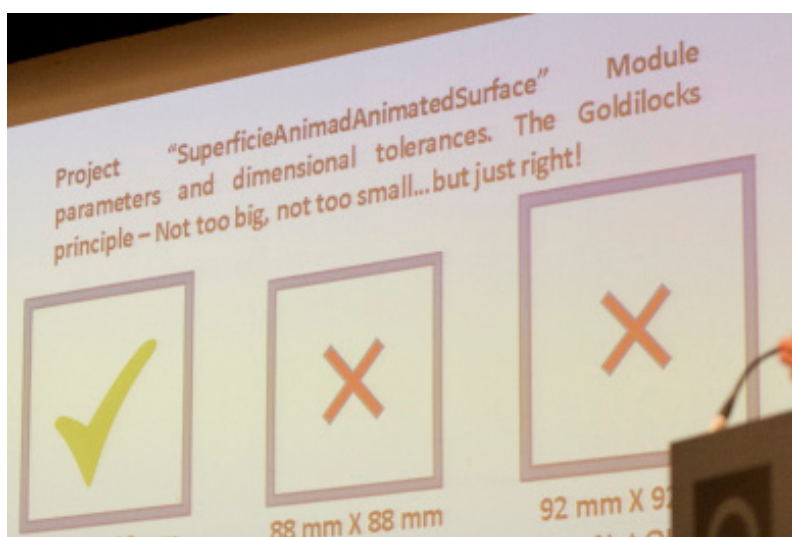 Project "SuperficieAnimadAnimatedSurface" Module
parameters and dimensional tolerances. The Goldilocks
principle – Not too big, not too small...but just right!
88 mm X 88 mm
92 mm X